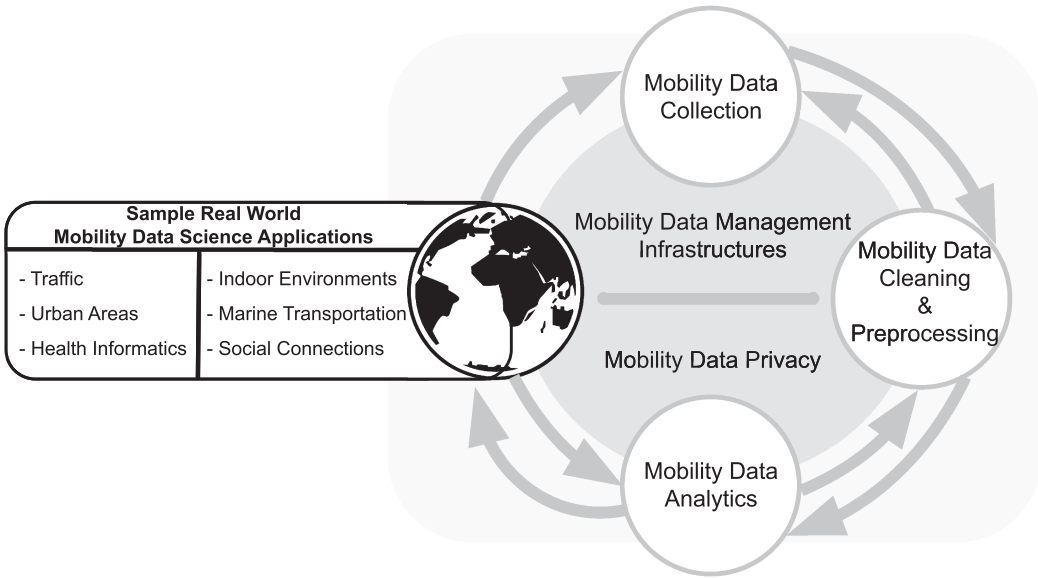 Mobility Data
Collection
Sample Real World
Mobility Data Science Applications
- Traffic
- Urban Areas
- Health Informatics
- Indoor Environments
- Marine Transportation
- Social Connections
Mobility Data Management
Infrastructures
Mobility Data Privacy
Mobility Data
Cleaning
&
Preprocessing
Mobility Data
Analytics